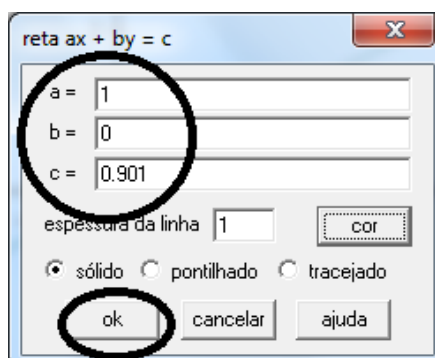 reta ax + by = c
a = 1
b = 0
c = 0.901
espessura da linha 1 cor
sólido pontilhado tracejado
ok cancelar ajuda